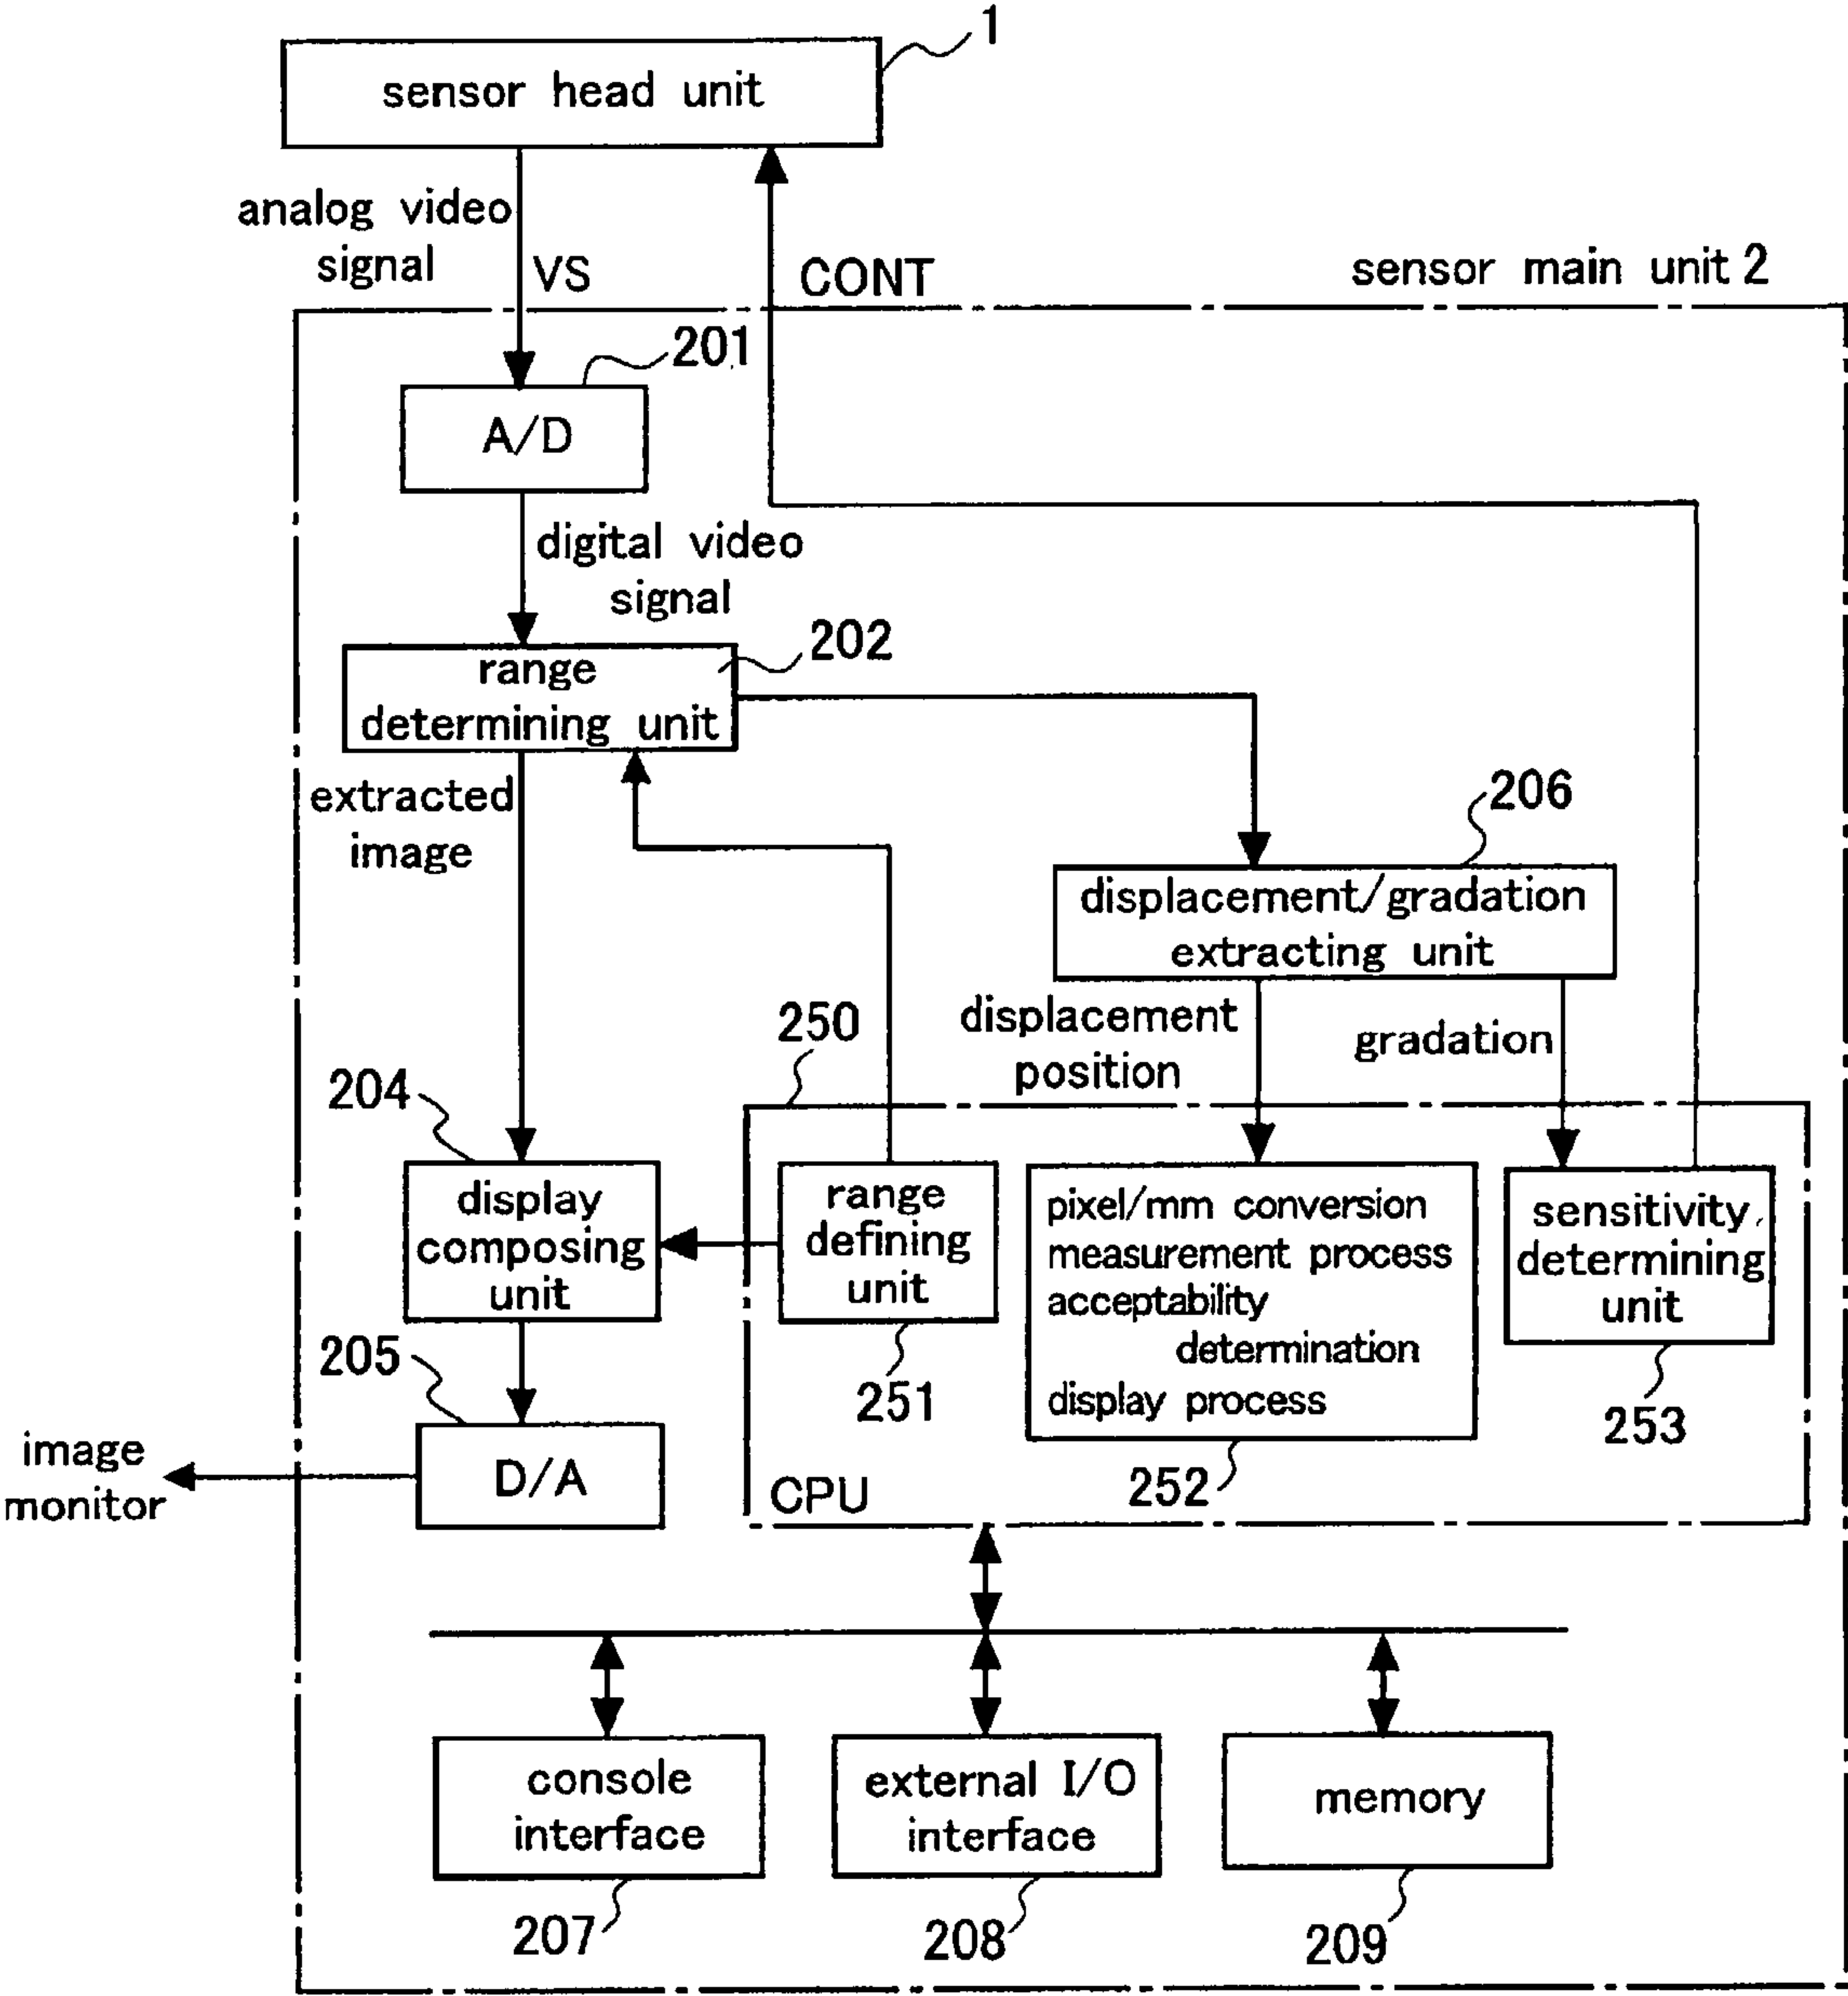 1
sensor head unit
analog video
signal
VS
CONT
sensor main unit 2
201
A/D
digital video
signal
202
range
determining unit
extracted
image
206
displacement/gradation
extracting unit
displacement
position
gradation
250
204
display
composing
unit
range
defining
unit
pixel/mm conversion
measurement process
acceptability
determination
display process
sensitivity
determining
unit
205
251
253
252
image
monitor
D/A
CPU
console
interface
external I/O
interface
memory
207
208
209